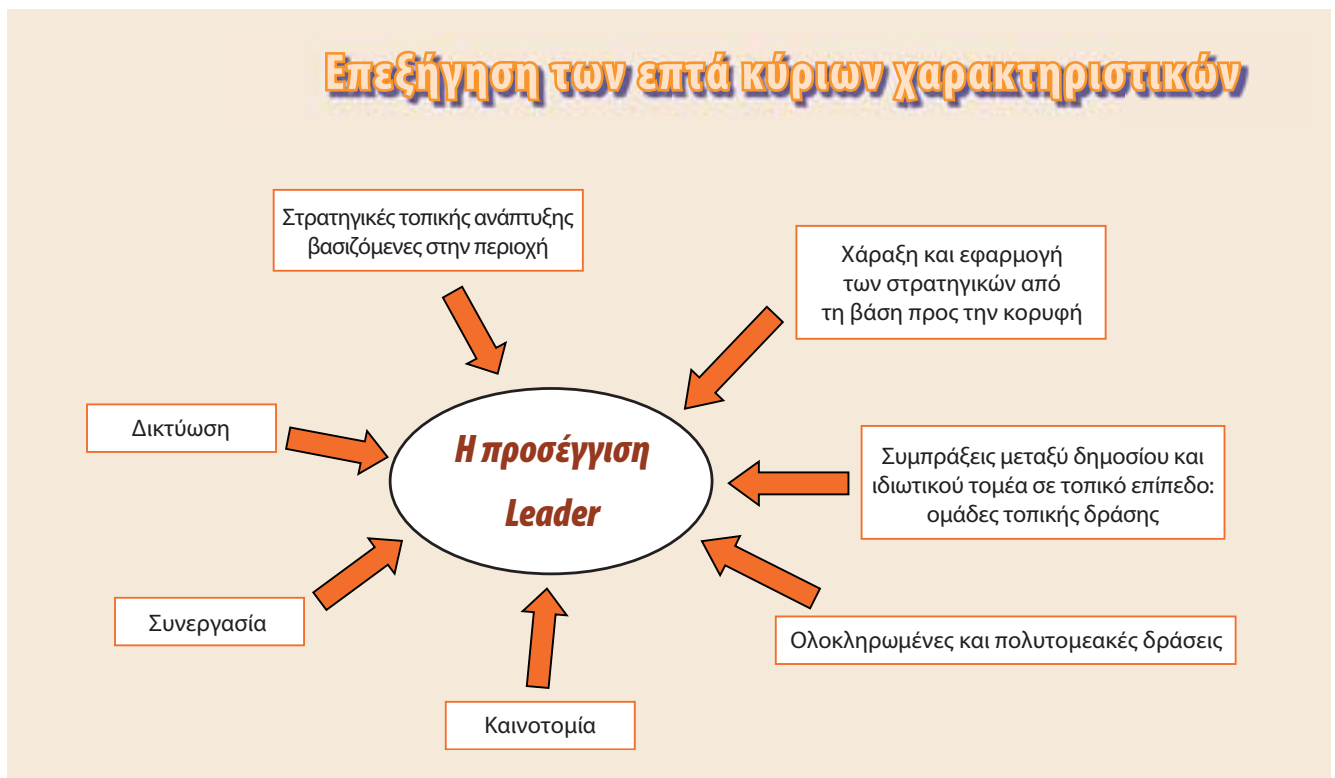 Επεξήγηση των επτά κύριων χαρακτηριστικών
Στρατηγικές τοπικής ανάπτυξης
βασιζόμενες στην περιοχή
Χάραξη και εφαρμογή
των στρατηγικών από
τη βάση προς την κορυφή
Δικτύωση
Η προσέγγιση
Leader
Συμπράξεις μεταξύ δημοσίου και
ιδιωτικού τομέα σε τοπικό επίπεδο:
ομάδες τοπικής δράσης
Συνεργασία
Ολοκληρωμένες και πολυτομεακές δράσεις
Καινοτομία